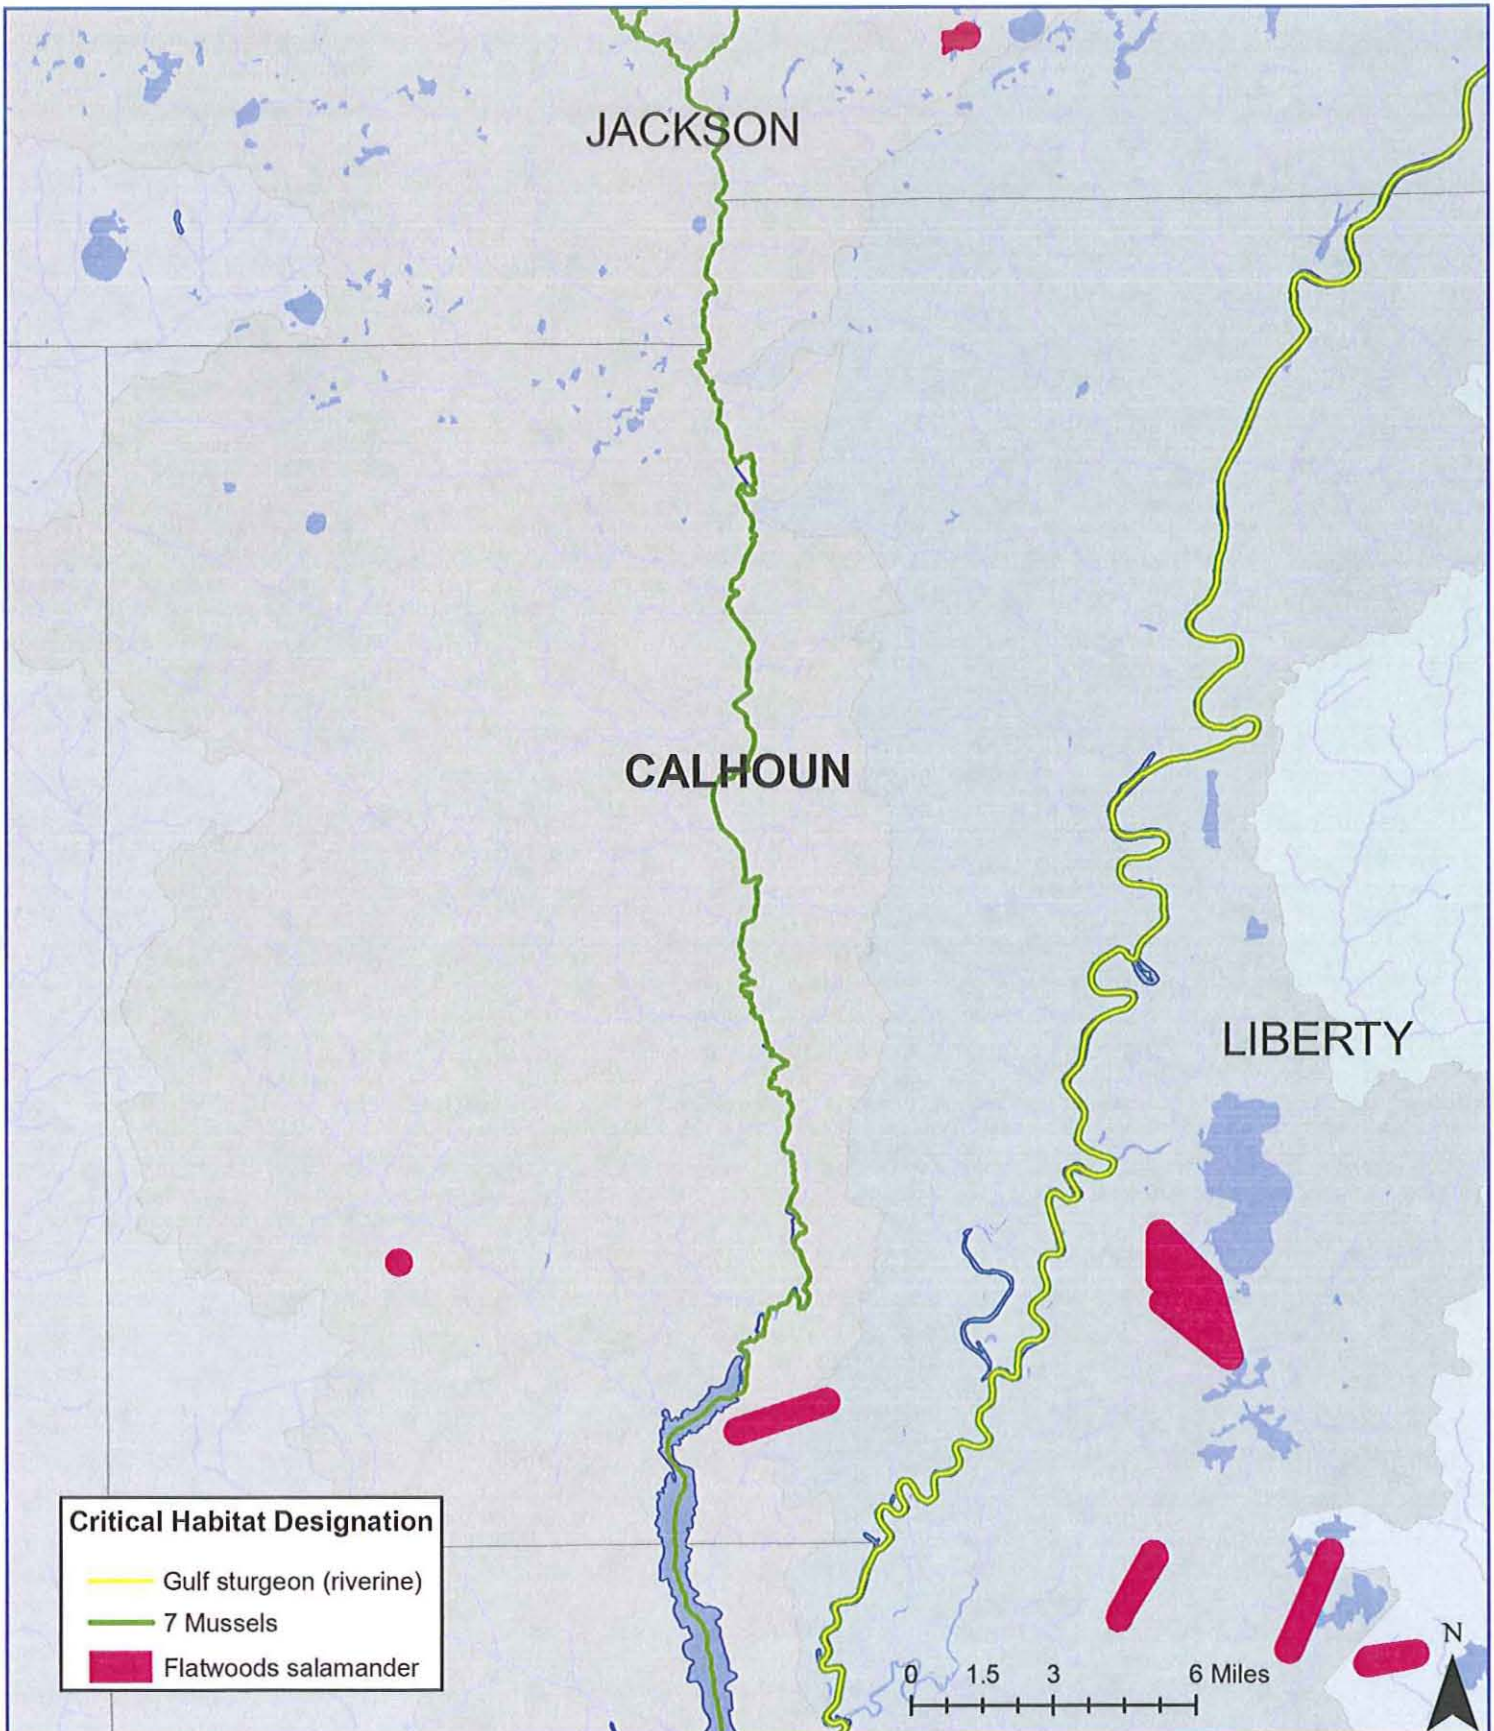 JACKSON
CALHOUN
LIBERTY
Critical Habitat Designation
Gulf sturgeon (riverine)
7 Mussels
Flatwoods salamander
0 1.5 3 6 Miles
N